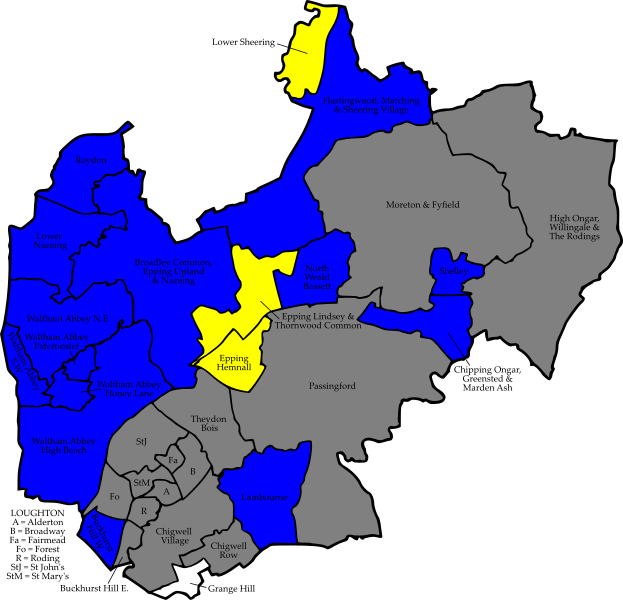 Lower Sheering
Hastingwood, Matching
& Sheering Village
Roydon
Moreton & Fyfield
High Ongar,
Willingale &
The Rodings
Lower
Nazeing
Broadley Common,
Epping Upland
& Nazeing
North
Weald
Bassett
Shelley
Waltham Abbey N.E.
Epping Lindsey &
Thornwood Common
Waltham Abbey
Paternoster
Waltham Abbey
S.W.
Epping
Hemnall
Chipping Ongar,
Greensted &
Marden Ash
Waltham Abbey
Honey Lane
Passingford
Theydon
Bois
Waltham Abbey
High Beach
StJ
Fa
B
StM
A
Fo
R
Lambourne
LOUGHTON
A = Alderton
B = Broadway
Fa = Fairmead
Fo = Forest
R = Roding
StJ = St John's
StM = St Mary's
Buckhurst
Hill W.
Chigwell
Village
Chigwell
Row
Buckhurst Hill E.
Grange Hill